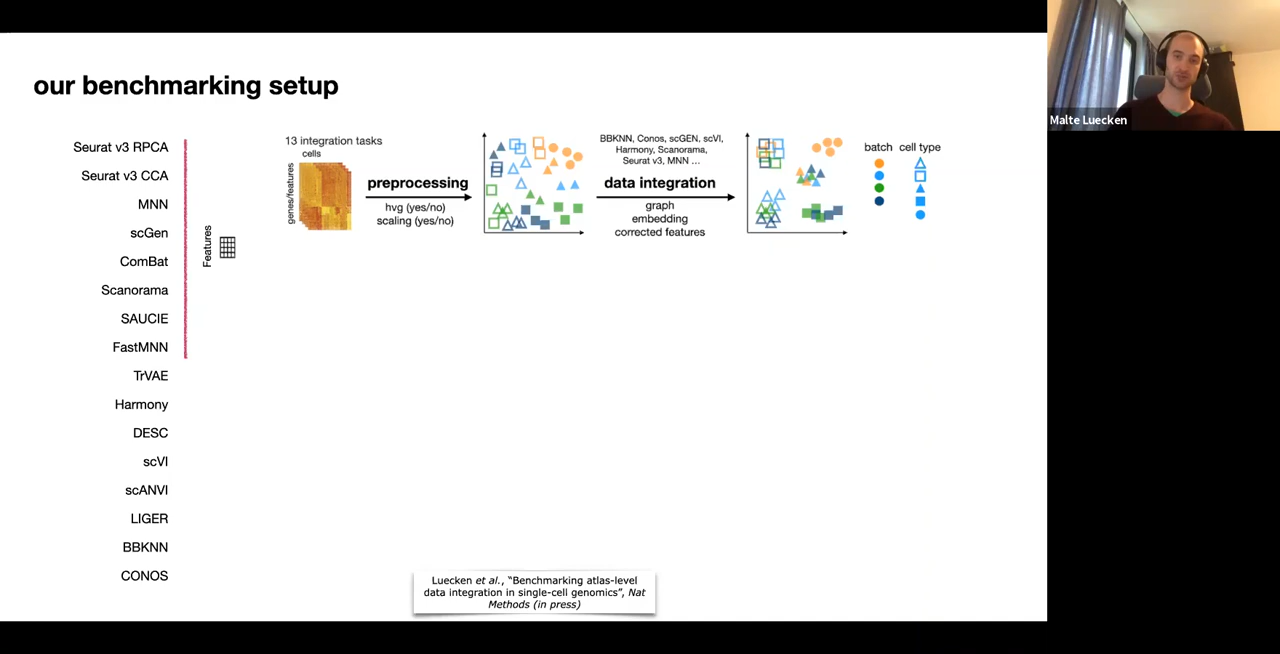 our benchmarking setup
Seurat v3 RPCA
Seurat v3 CCA
MNN
scGen
ComBat
Scanorama
SAUCIE
FastMNN
TrVAE
Harmony
DESC
scVI
scANVI
LIGER
BBKNN
CONOS
Features
13 integration tasks
cells
genes/features
preprocessing
hvg (yes/no)
scaling (yes/no)
BBKNN, Conos, scGEN, scVI,
Harmony, Scanorama,
Seurat v3, MNN ...
data integration
graph
embedding
corrected features
batch cell type
Luecken et al., “Benchmarking atlas-level
data integration in single-cell genomics”, Nat
Methods (in press)
Malte Luecken